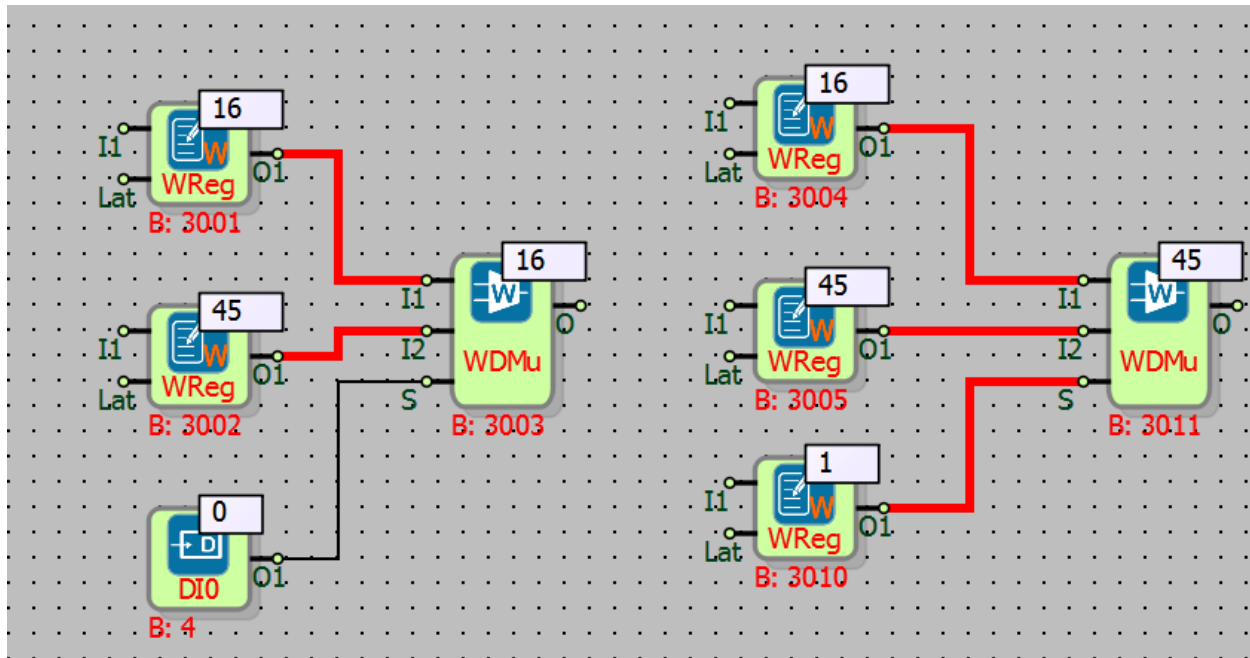 16
I1
W
O1
Lat
WReg
B: 3001
45
I1
W
O1
Lat
WReg
B: 3002
0
D
O1
DI0
B: 4
16
W
I1
I2
S
O
WDMu
B: 3003
16
I1
W
O1
Lat
WReg
B: 3004
45
I1
W
O1
Lat
WReg
B: 3005
1
I1
W
O1
Lat
WReg
B: 3010
45
W
I1
I2
S
O
WDMu
B: 3011